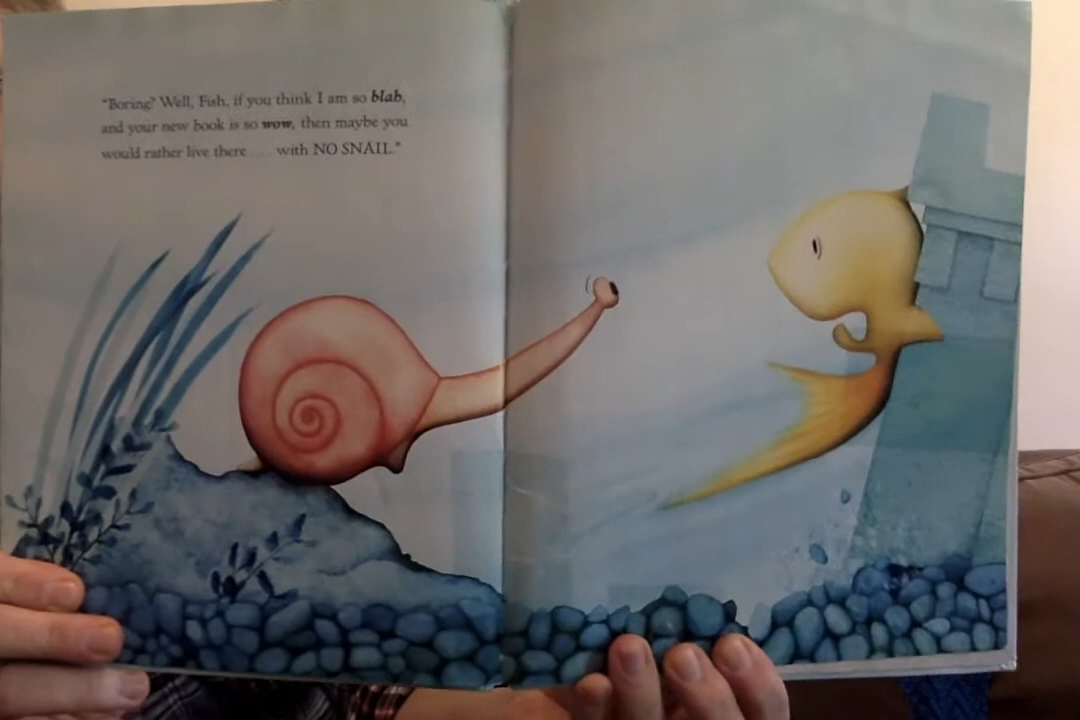 "Boring? Well, Fish, if you think I am so blah,
and your new book is so wow, then maybe you
would rather live there . . . with NO SNAIL."